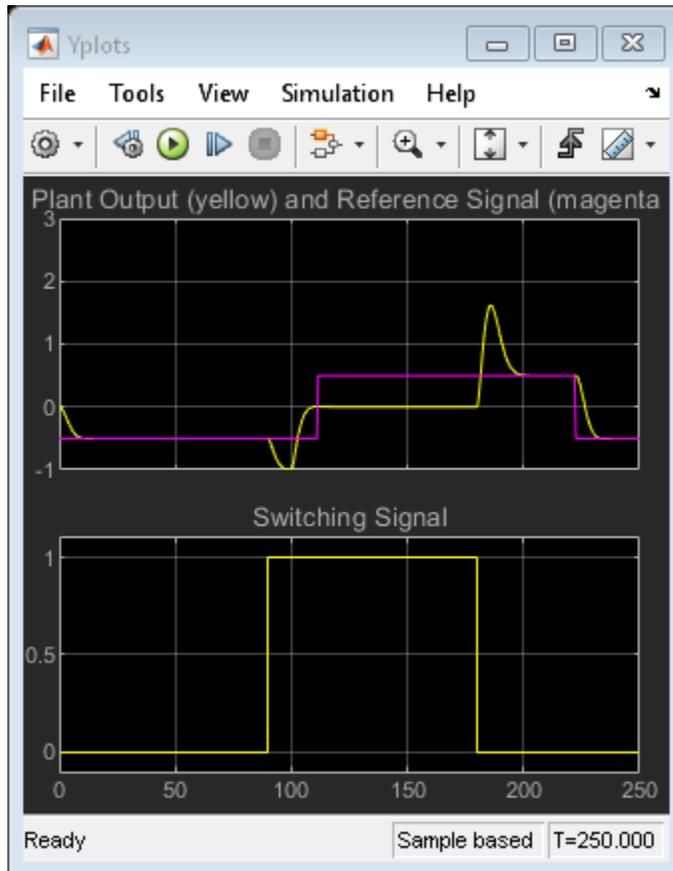 Yplots
File Tools View Simulation Help
Plant Output (yellow) and Reference Signal (magenta
3
2
1
0
-1
Switching Signal
1
0.5
0
0 50 100 150 200 250
Ready Sample based T=250.000